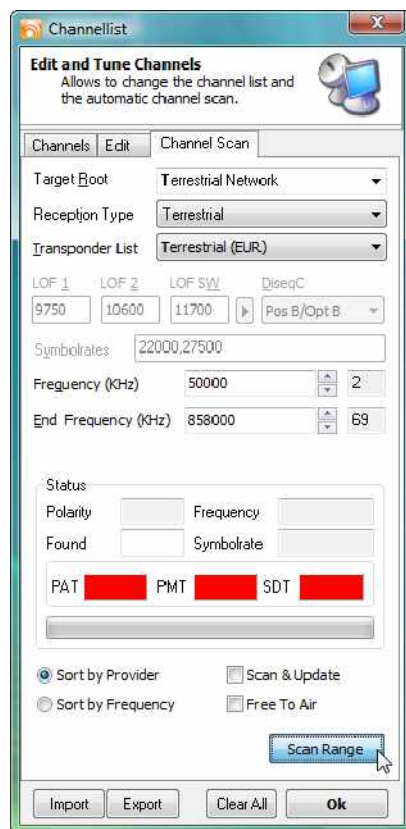 Channellist
Edit and Tune Channels
Allows to change the channel list and
the automatic channel scan.
Channels Edit Channel Scan
Target Root Terrestrial Network
Reception Type Terrestrial
Transponder List Terrestrial (EUR)
LOF 1 LOF 2 LOF SW DiseqC
9750 10600 11700 Pos B/Opt B
Symbolrates 22000,27500
Frequency (KHz) 50000 2
End Frequency (KHz) 858000 69
Status
Polarity Frequency
Found Symbolrate
PAT PMT SDT
Sort by Provider Scan & Update
Sort by Frequency Free To Air
Scan Range
Import Export Clear All Ok